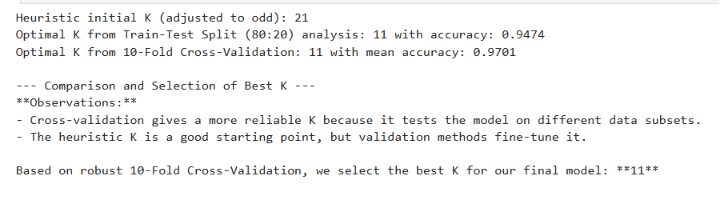 Heuristic initial K (adjusted to odd): 21
Optimal K from Train-Test Split (80:20) analysis: 11 with accuracy: 0.9474
Optimal K from 10-Fold Cross-Validation: 11 with mean accuracy: 0.9701
--- Comparison and Selection of Best K ---
**Observations:**
- Cross-validation gives a more reliable K because it tests the model on different data subsets.
- The heuristic K is a good starting point, but validation methods fine-tune it.
Based on robust 10-Fold Cross-Validation, we select the best K for our final model: **11**